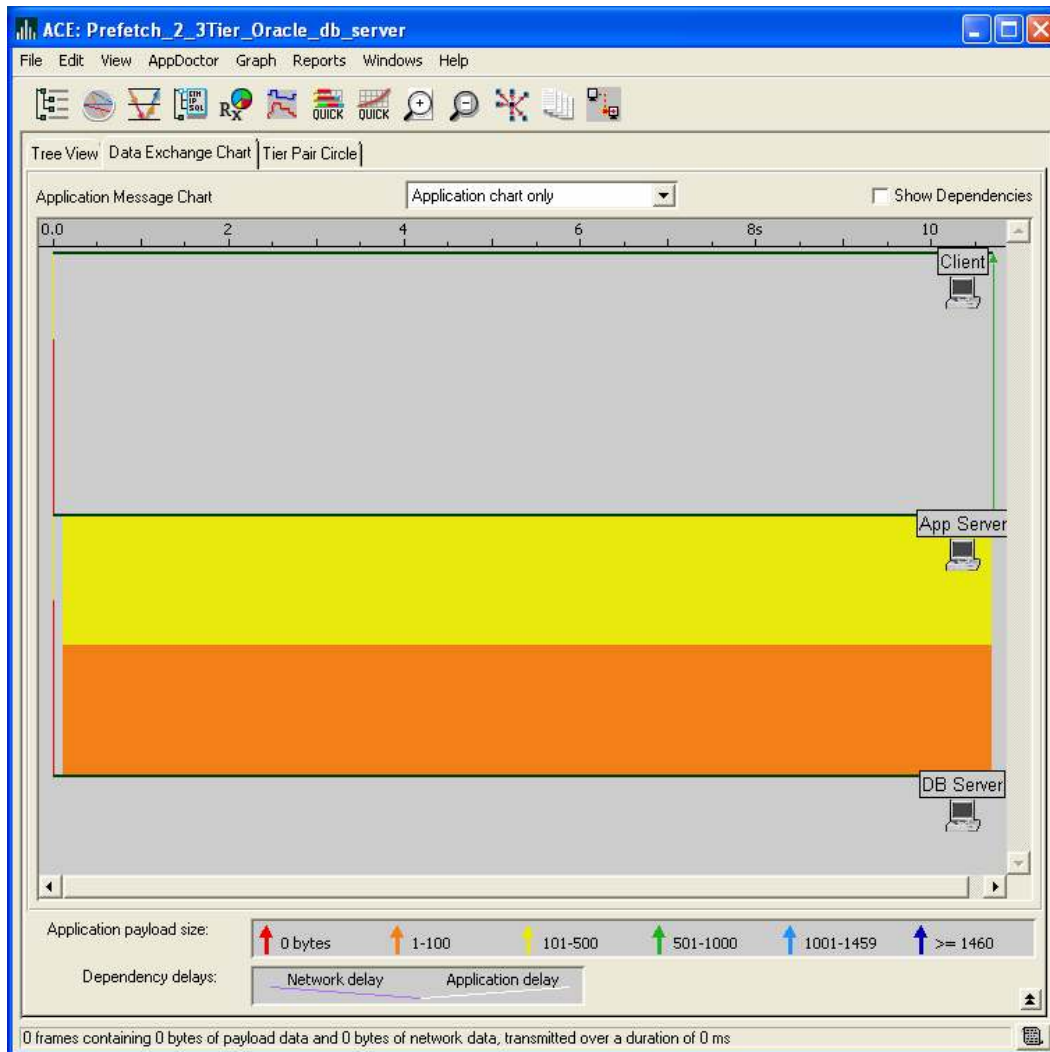 ACE: Prefetch_2_3Tier_Oracle_db_server
File Edit View AppDoctor Graph Reports Windows Help
QUICK QUICK
Tree View Data Exchange Chart Tier Pair Circle
Application Message Chart Application chart only Show Dependencies
0.0 2 4 6 8s 10
Client
App Server
DB Server
Application payload size: 0 bytes 1-100 101-500 501-1000 1001-1459 >= 1460
Dependency delays: Network delay Application delay
0 frames containing 0 bytes of payload data and 0 bytes of network data, transmitted over a duration of 0 ms